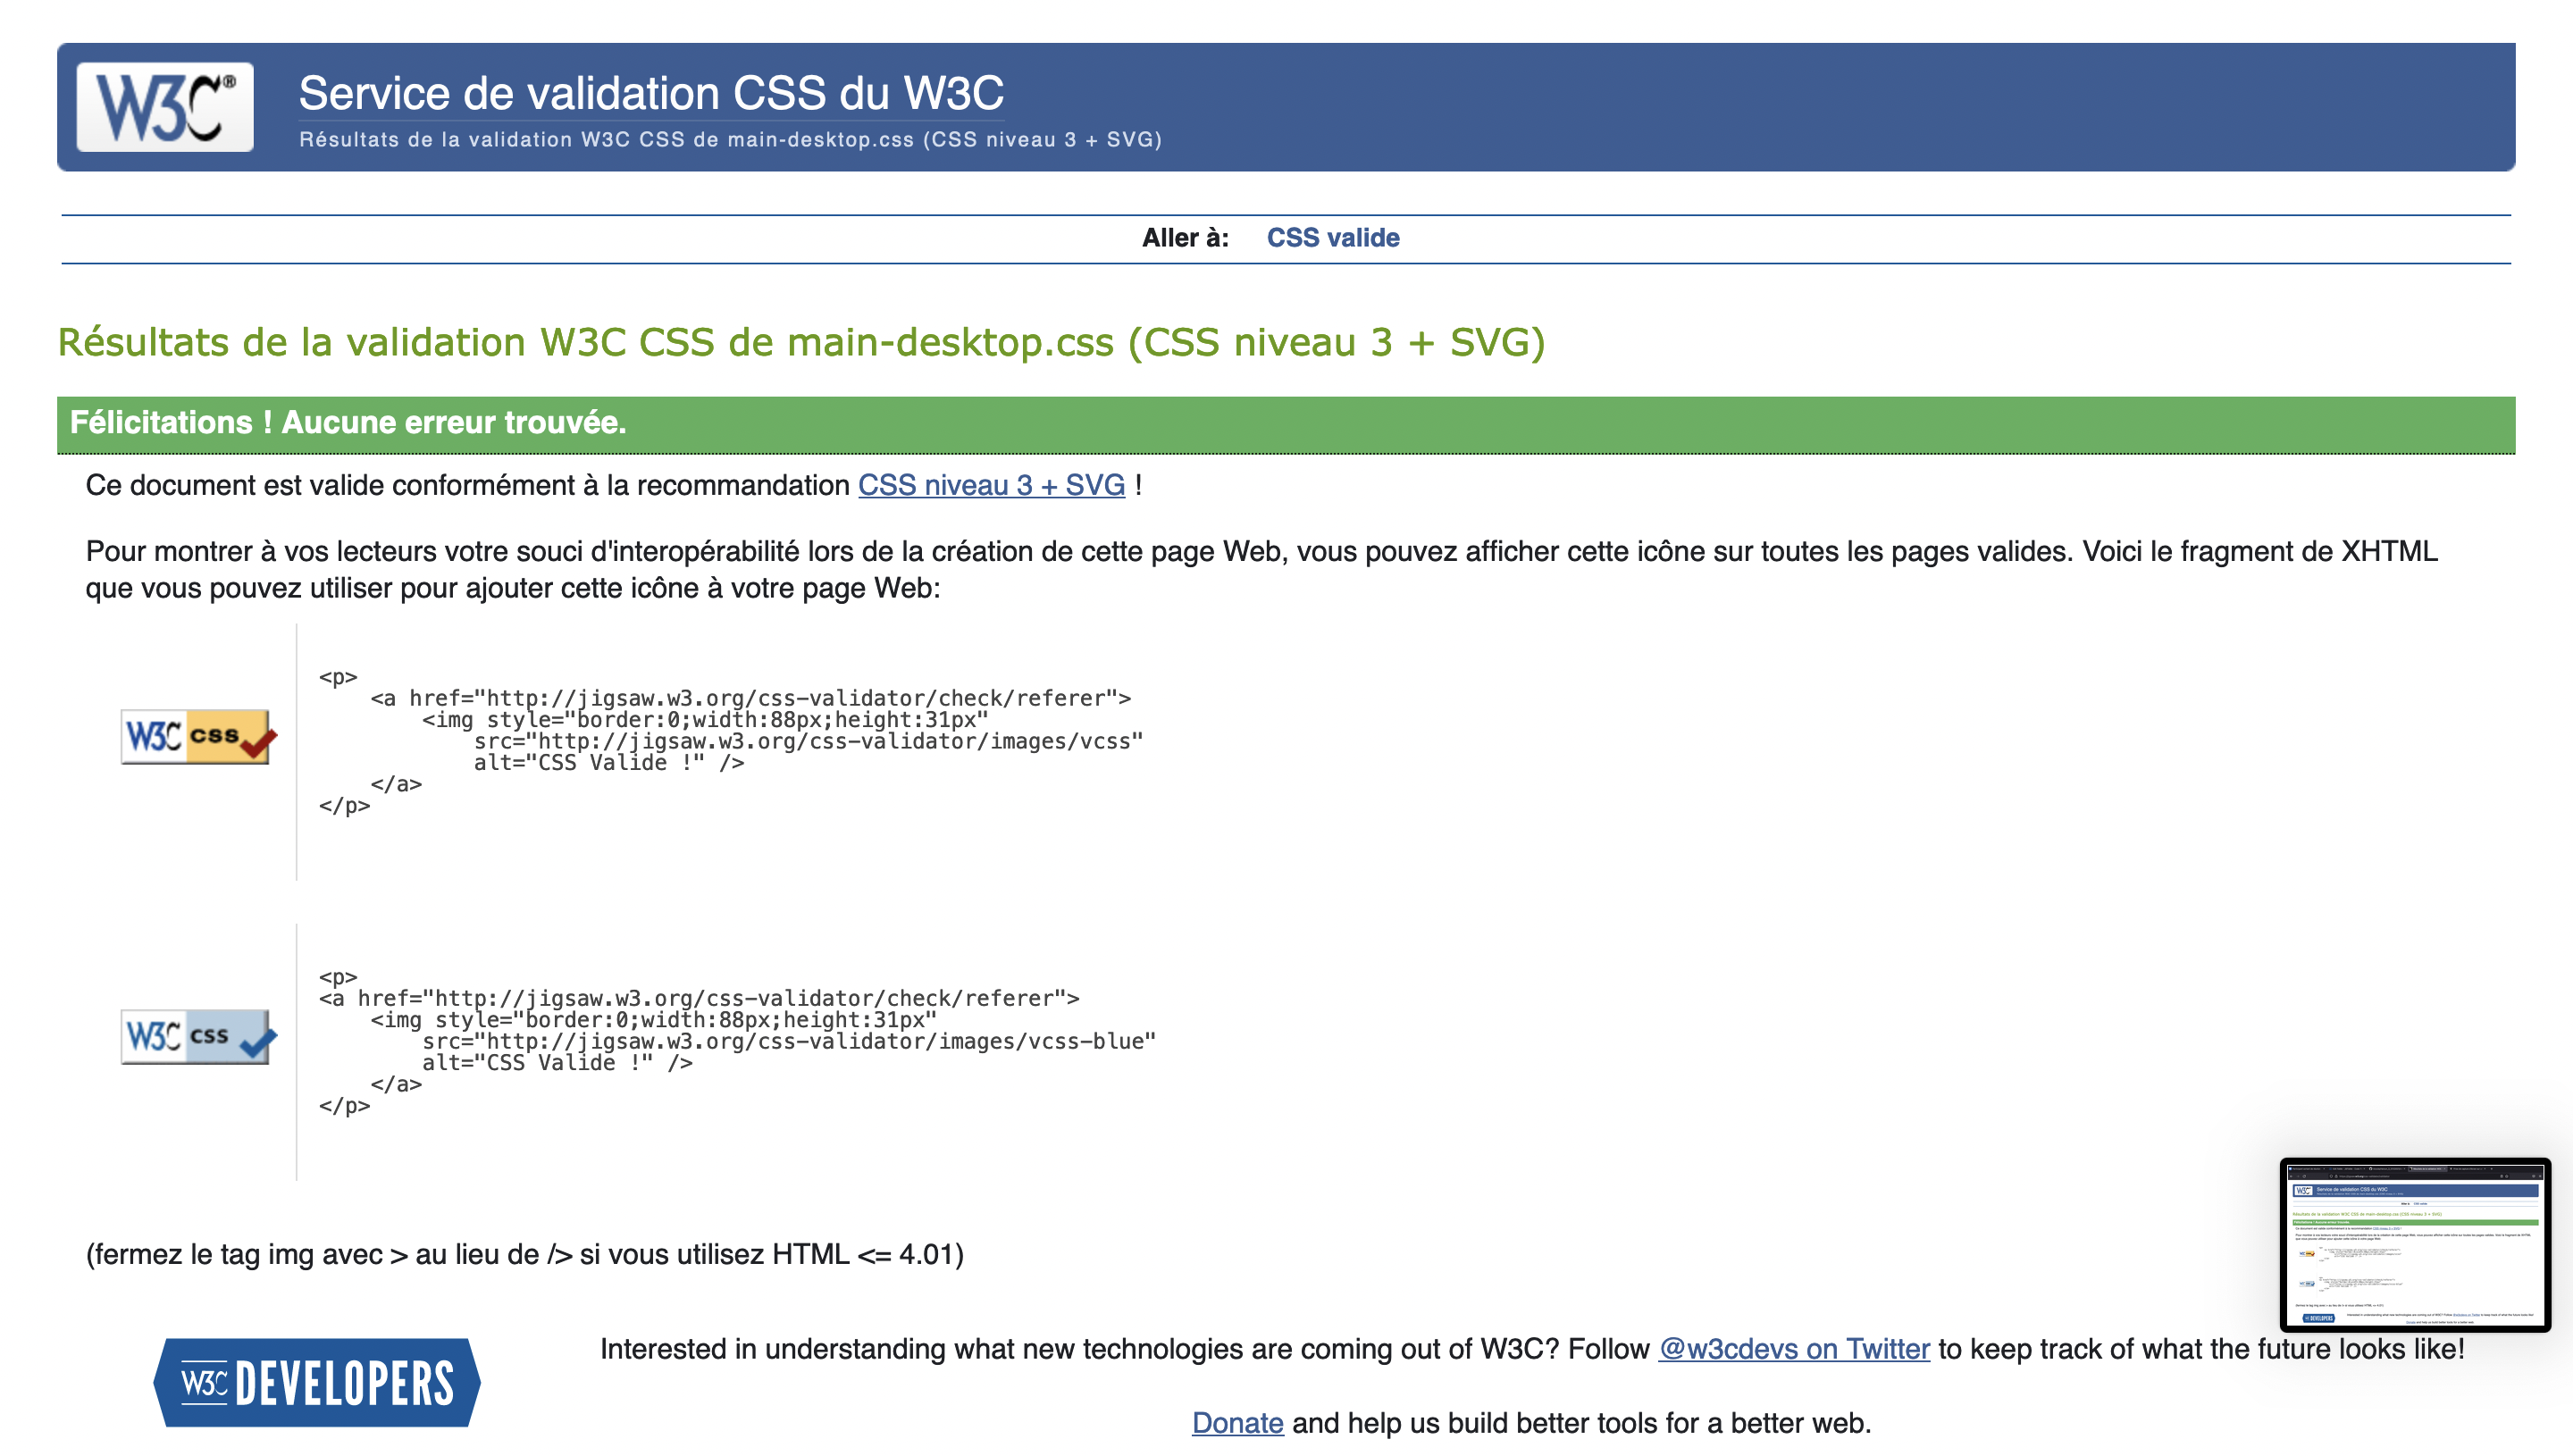 W3C®
Service de validation CSS du W3C
Résultats de la validation W3C CSS de main-desktop.css (CSS niveau 3 + SVG)
Aller à: CSS valide
Résultats de la validation W3C CSS de main-desktop.css (CSS niveau 3 + SVG)
Félicitations ! Aucune erreur trouvée.
Ce document est valide conformément à la recommandation CSS niveau 3 + SVG !
Pour montrer à vos lecteurs votre souci d'interopérabilité lors de la création de cette page Web, vous pouvez afficher cette icône sur toutes les pages valides. Voici le fragment de XHTML
que vous pouvez utiliser pour ajouter cette icône à votre page Web:
W3C css
<p>
<a href="http://jigsaw.w3.org/css-validator/check/referer">
<img style="border:0;width:88px;height:31px"
src="http://jigsaw.w3.org/css-validator/images/vcss"
alt="CSS Valide !" />
</a>
</p>
W3C css
<p>
<a href="http://jigsaw.w3.org/css-validator/check/referer">
<img style="border:0;width:88px;height:31px"
src="http://jigsaw.w3.org/css-validator/images/vcss-blue"
alt="CSS Valide !" />
</a>
</p>
(fermez le tag img avec > au lieu de /> si vous utilisez HTML <= 4.01)
W3C DEVELOPERS
Interested in understanding what new technologies are coming out of W3C? Follow @w3cdevs on Twitter to keep track of what the future looks like!
Donate and help us build better tools for a better web.